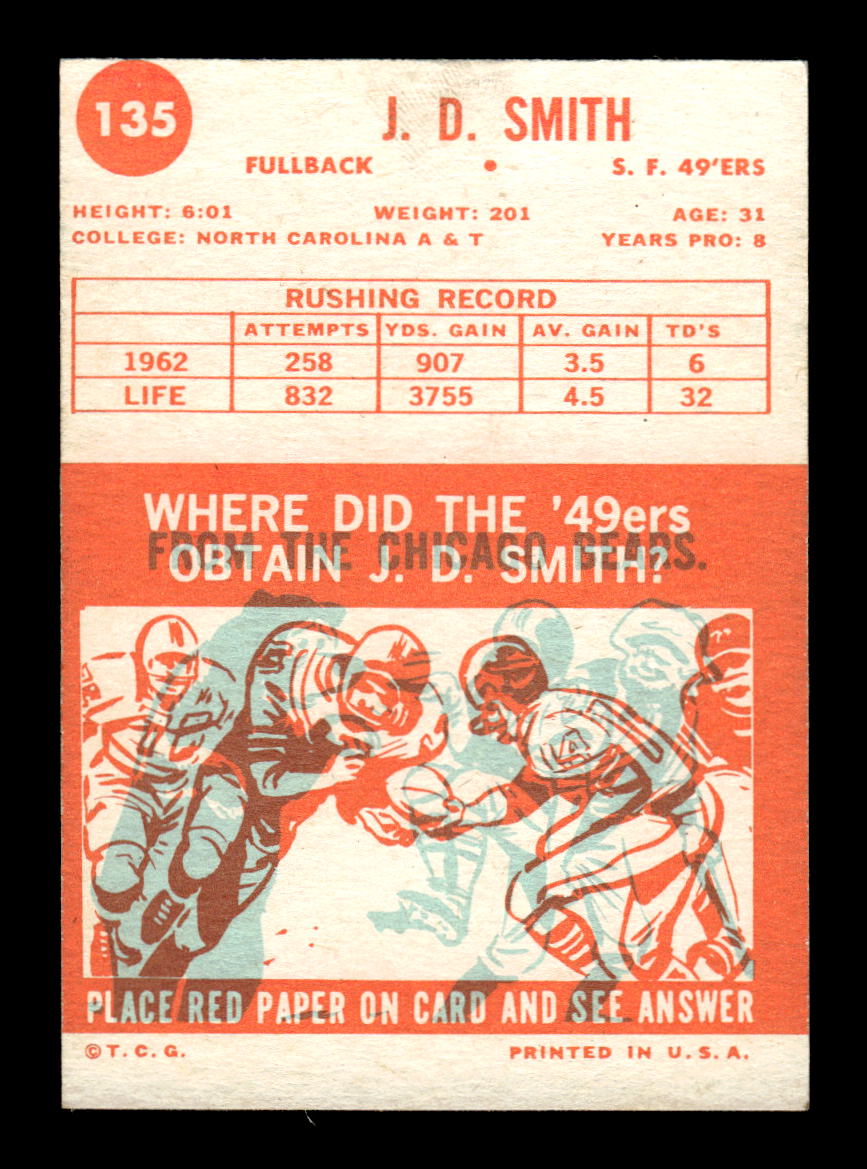 135
J. D. SMITH
FULLBACK • S. F. 49'ERS
HEIGHT: 6:01 WEIGHT: 201 AGE: 31
COLLEGE: NORTH CAROLINA A & T YEARS PRO: 8
RUSHING RECORD
ATTEMPTS YDS. GAIN AV. GAIN TD'S
1962 258 907 3.5 6
LIFE 832 3755 4.5 32
WHERE DID THE '49ers
FROM THE CHICAGO BEARS.
OBTAIN J. D. SMITH?
PLACE RED PAPER ON CARD AND SEE ANSWER
© T. C. G. PRINTED IN U. S. A.